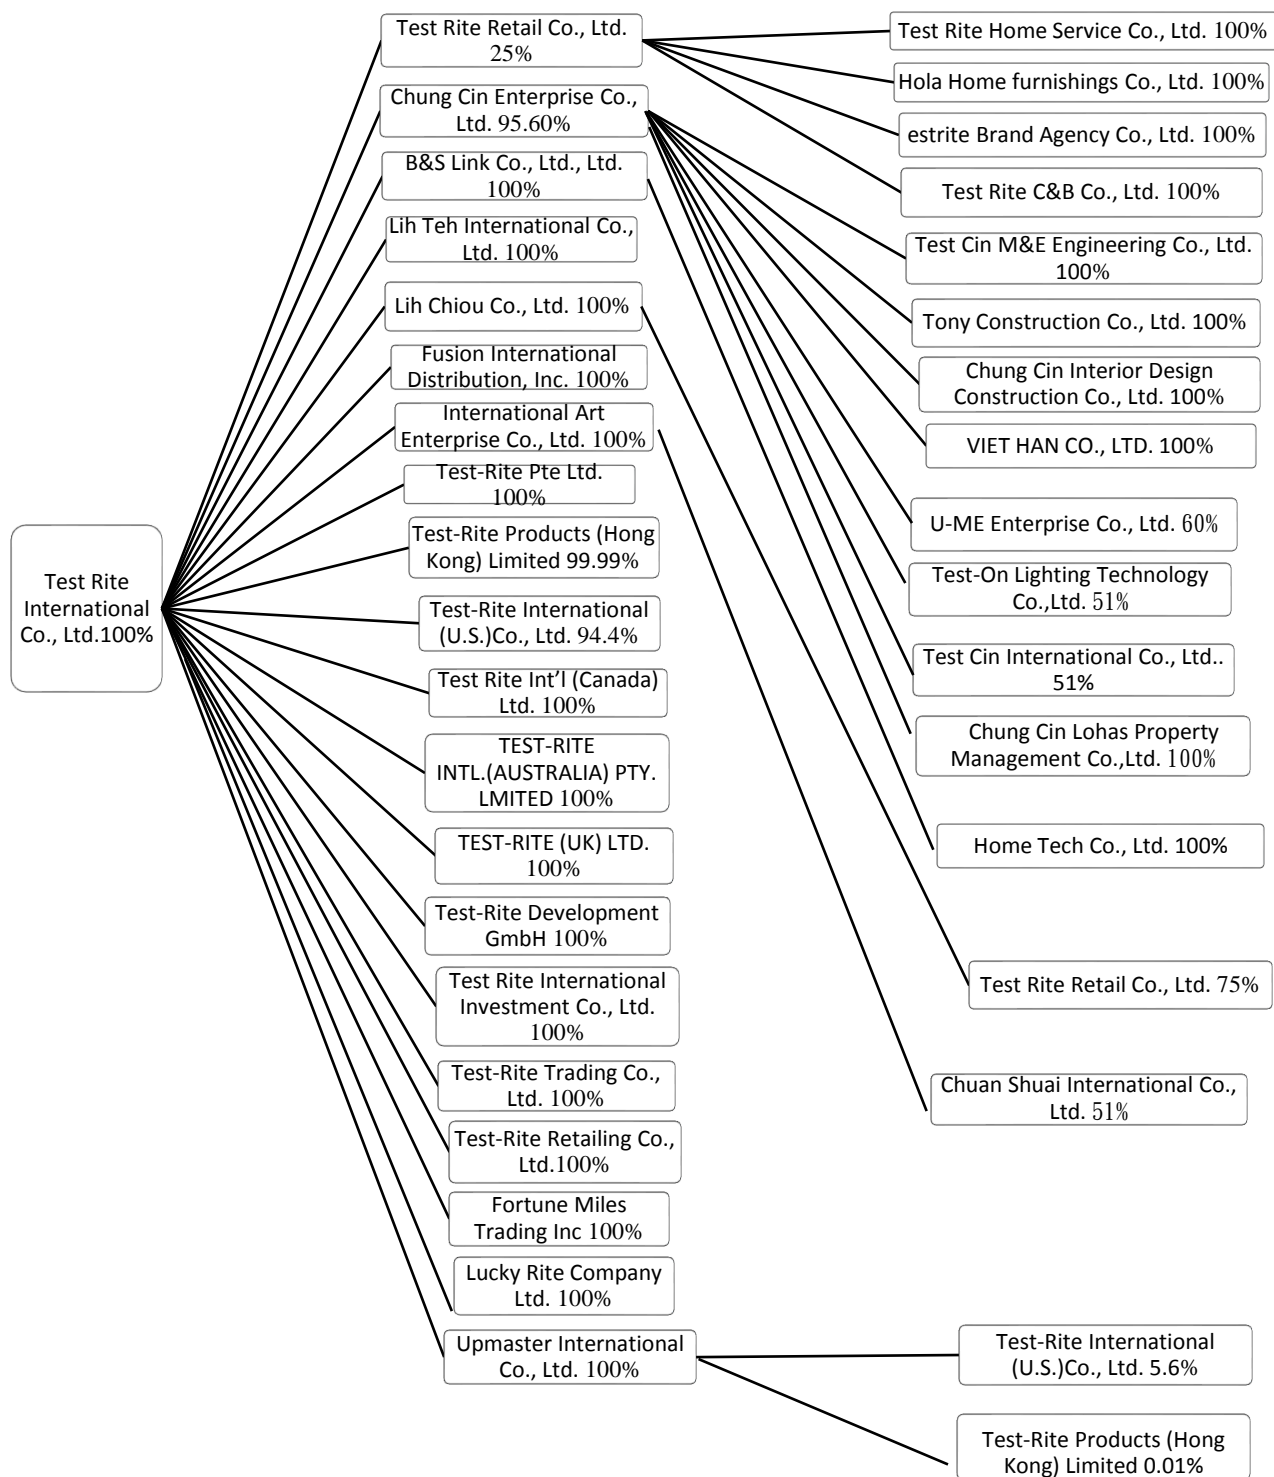 Test Rite
International
Co., Ltd.100%
Test Rite Retail Co., Ltd.
25%
Chung Cin Enterprise Co.,
Ltd. 95.60%
B&S Link Co., Ltd., Ltd.
100%
Lih Teh International Co.,
Ltd. 100%
Lih Chiou Co., Ltd. 100%
Fusion International
Distribution, Inc. 100%
International Art
Enterprise Co., Ltd. 100%
Test-Rite Pte Ltd.
100%
Test-Rite Products (Hong
Kong) Limited 99.99%
Test-Rite International
(U.S.)Co., Ltd. 94.4%
Test Rite Int’l (Canada)
Ltd. 100%
TEST-RITE
INTL.(AUSTRALIA) PTY.
LMITED 100%
TEST-RITE (UK) LTD.
100%
Test-Rite Development
GmbH 100%
Test Rite International
Investment Co., Ltd.
100%
Test-Rite Trading Co.,
Ltd. 100%
Test-Rite Retailing Co.,
Ltd.100%
Fortune Miles
Trading Inc 100%
Lucky Rite Company
Ltd. 100%
Upmaster International
Co., Ltd. 100%
Test Rite Home Service Co., Ltd. 100%
Hola Home furnishings Co., Ltd. 100%
estrite Brand Agency Co., Ltd. 100%
Test Rite C&B Co., Ltd. 100%
Test Cin M&E Engineering Co., Ltd.
100%
Tony Construction Co., Ltd. 100%
Chung Cin Interior Design
Construction Co., Ltd. 100%
VIET HAN CO., LTD. 100%
U-ME Enterprise Co., Ltd. 60%
Test-On Lighting Technology
Co.,Ltd. 51%
Test Cin International Co., Ltd..
51%
Chung Cin Lohas Property
Management Co.,Ltd. 100%
Home Tech Co., Ltd. 100%
Test Rite Retail Co., Ltd. 75%
Chuan Shuai International Co.,
Ltd. 51%
Test-Rite International
(U.S.)Co., Ltd. 5.6%
Test-Rite Products (Hong
Kong) Limited 0.01%